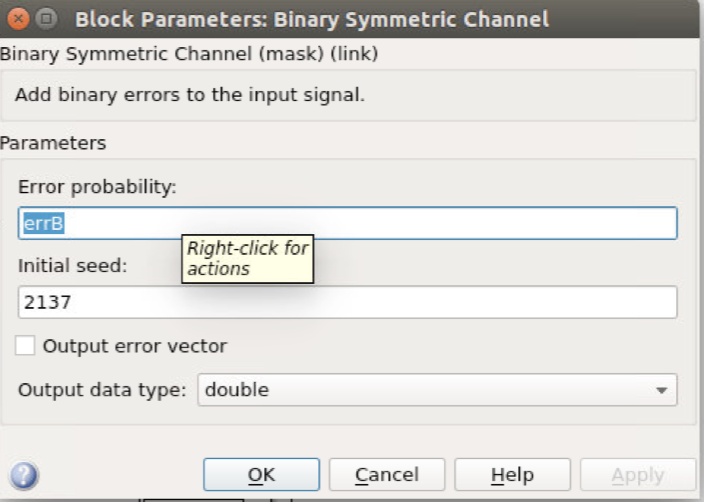 Block Parameters: Binary Symmetric Channel
Binary Symmetric Channel (mask) (link)
Add binary errors to the input signal.
Parameters
Error probability:
errB
Right-click for
actions
Initial seed:
2137
Output error vector
Output data type: double
? OK Cancel Help Apply